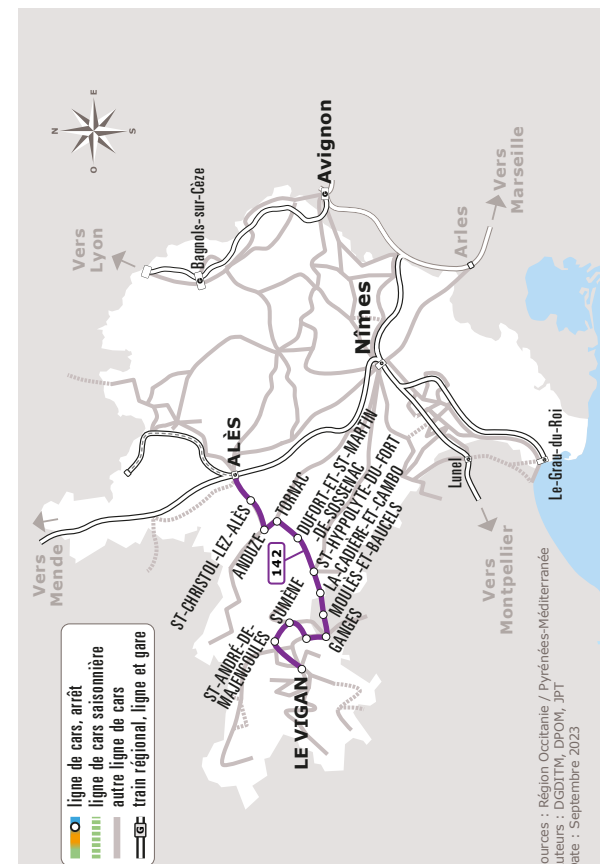 ligne de cars, arrêt
ligne de cars saisonnière
autre ligne de cars
G train régional, ligne et gare
N
E
S
O
Vers
Mende
Vers
Lyon
Bagnols-sur-Cèze
G
Avignon
G
ALÈS
ST-CHRISTOL-LEZ-ALÈS
ANDUZE
TORNAC
142
DUFORT-ET-ST-MARTIN
-DE-SOSSENAC
ST-HYPPOLYTE-DU-FORT
LA-CADIÈRE-ET-CAMBO
MOULÈS-ET-BAUCELS
GANGES
SUMÈNE
ST-ANDRÉ-DE-
MAJENCOULES
LE VIGAN
Nîmes
Arles
Vers
Marseille
Lunel
Le-Grau-du-Roi
Vers
Montpellier
ources : Région Occitanie / Pyrénées-Méditerranée
uteurs : DGDITM, DPOM, JPT
ate : Septembre 2023